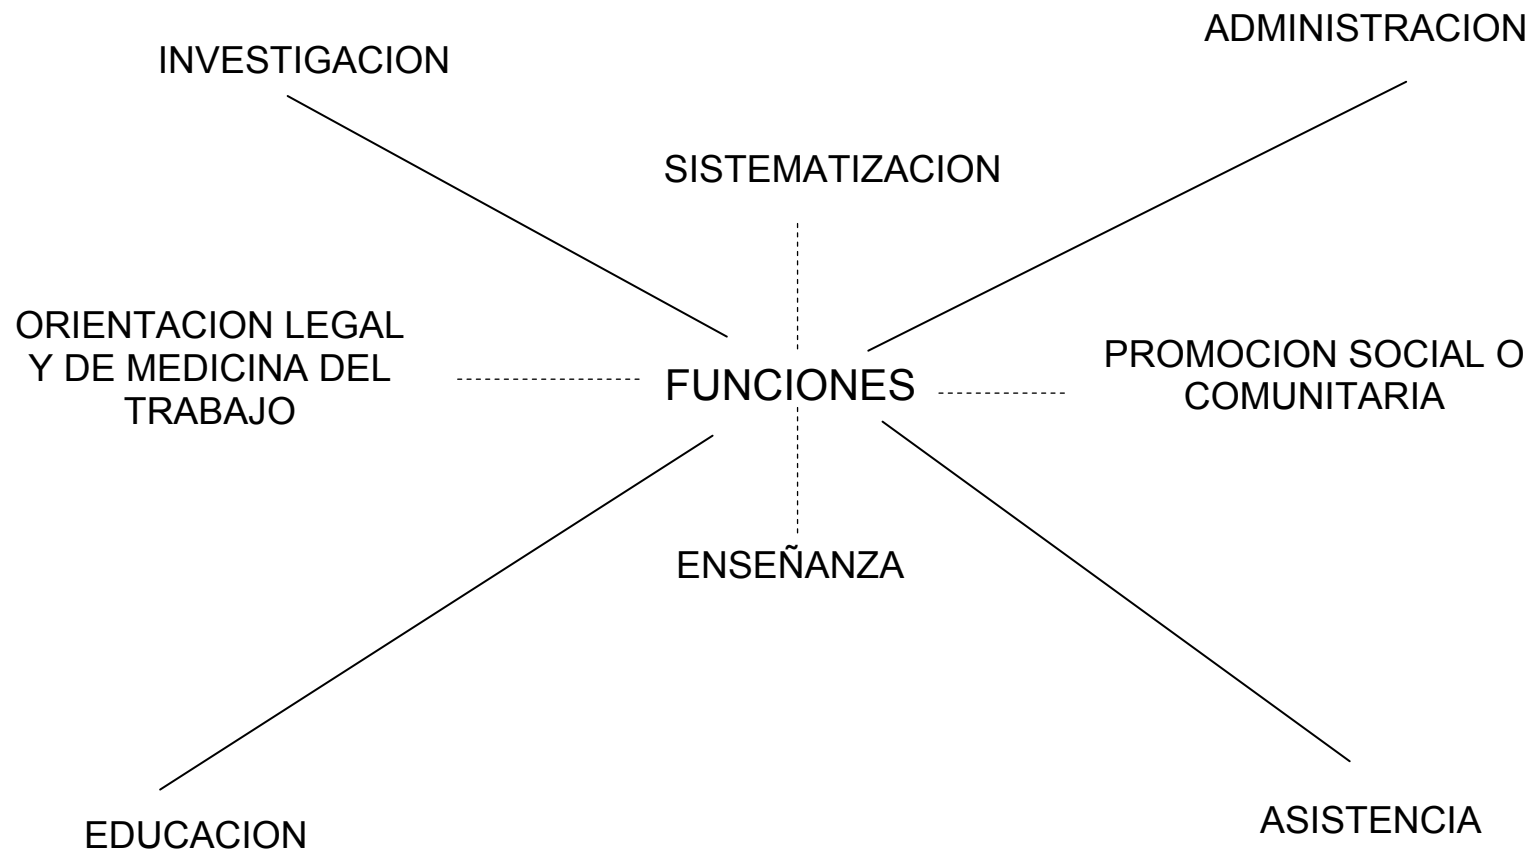 INVESTIGACION
ADMINISTRACION
SISTEMATIZACION
ORIENTACION LEGAL
Y DE MEDICINA DEL
TRABAJO
FUNCIONES
PROMOCION SOCIAL O
COMUNITARIA
ENSEÑANZA
EDUCACION
ASISTENCIA